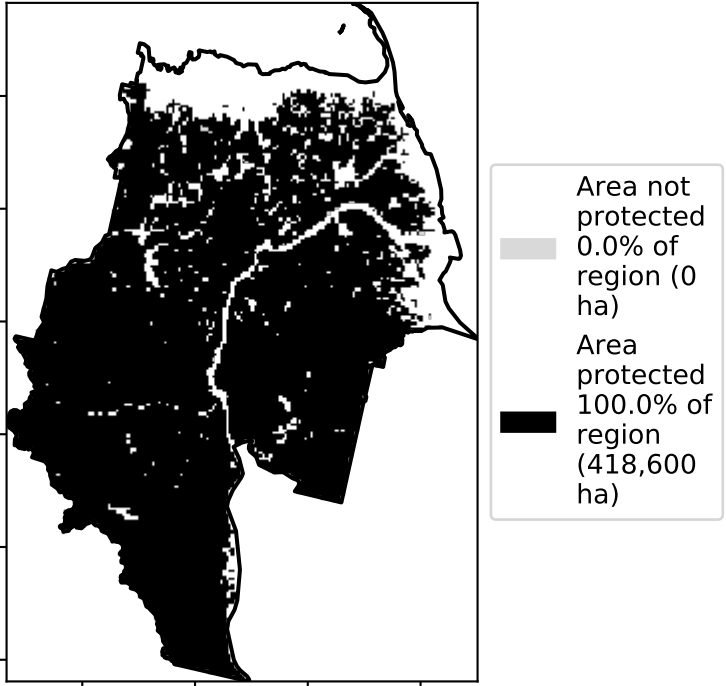 Area not
protected
0.0% of
region (0
ha)
Area
protected
100.0% of
region
(418,600
ha)